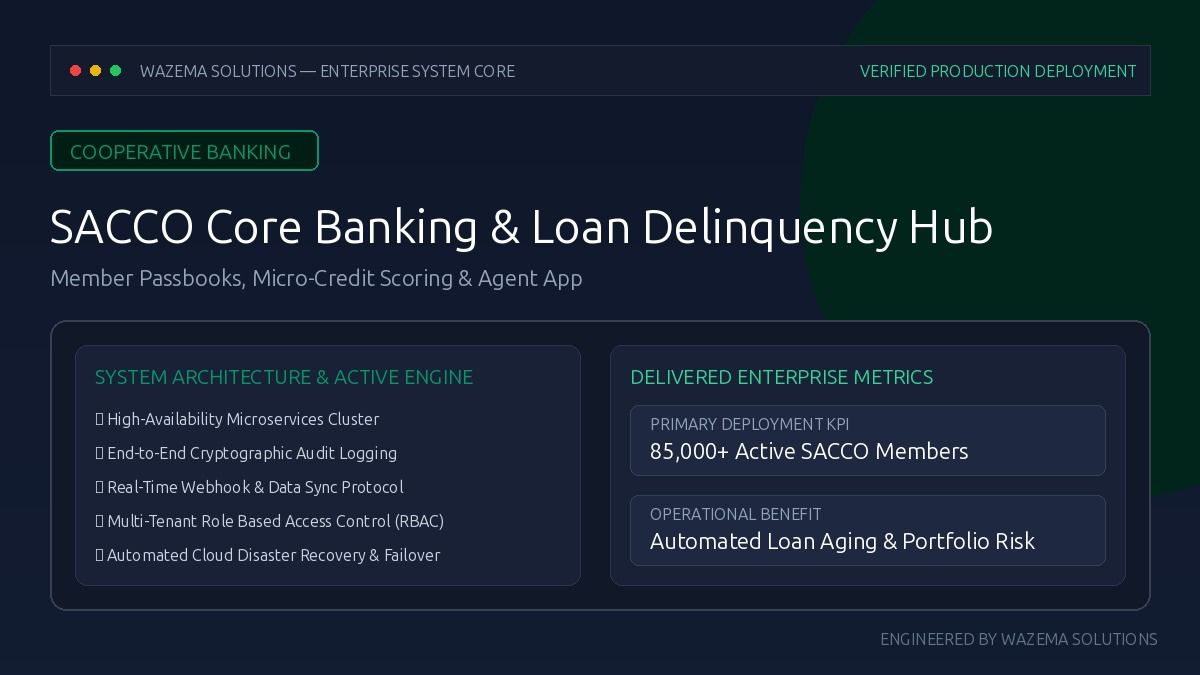 WAZEMA SOLUTIONS — ENTERPRISE SYSTEM CORE
VERIFIED PRODUCTION DEPLOYMENT
COOPERATIVE BANKING
SACCO Core Banking & Loan Delinquency Hub
Member Passbooks, Micro-Credit Scoring & Agent App
SYSTEM ARCHITECTURE & ACTIVE ENGINE
High-Availability Microservices Cluster
End-to-End Cryptographic Audit Logging
Real-Time Webhook & Data Sync Protocol
Multi-Tenant Role Based Access Control (RBAC)
Automated Cloud Disaster Recovery & Failover
DELIVERED ENTERPRISE METRICS
PRIMARY DEPLOYMENT KPI
85,000+ Active SACCO Members
OPERATIONAL BENEFIT
Automated Loan Aging & Portfolio Risk
ENGINEERED BY WAZEMA SOLUTIONS